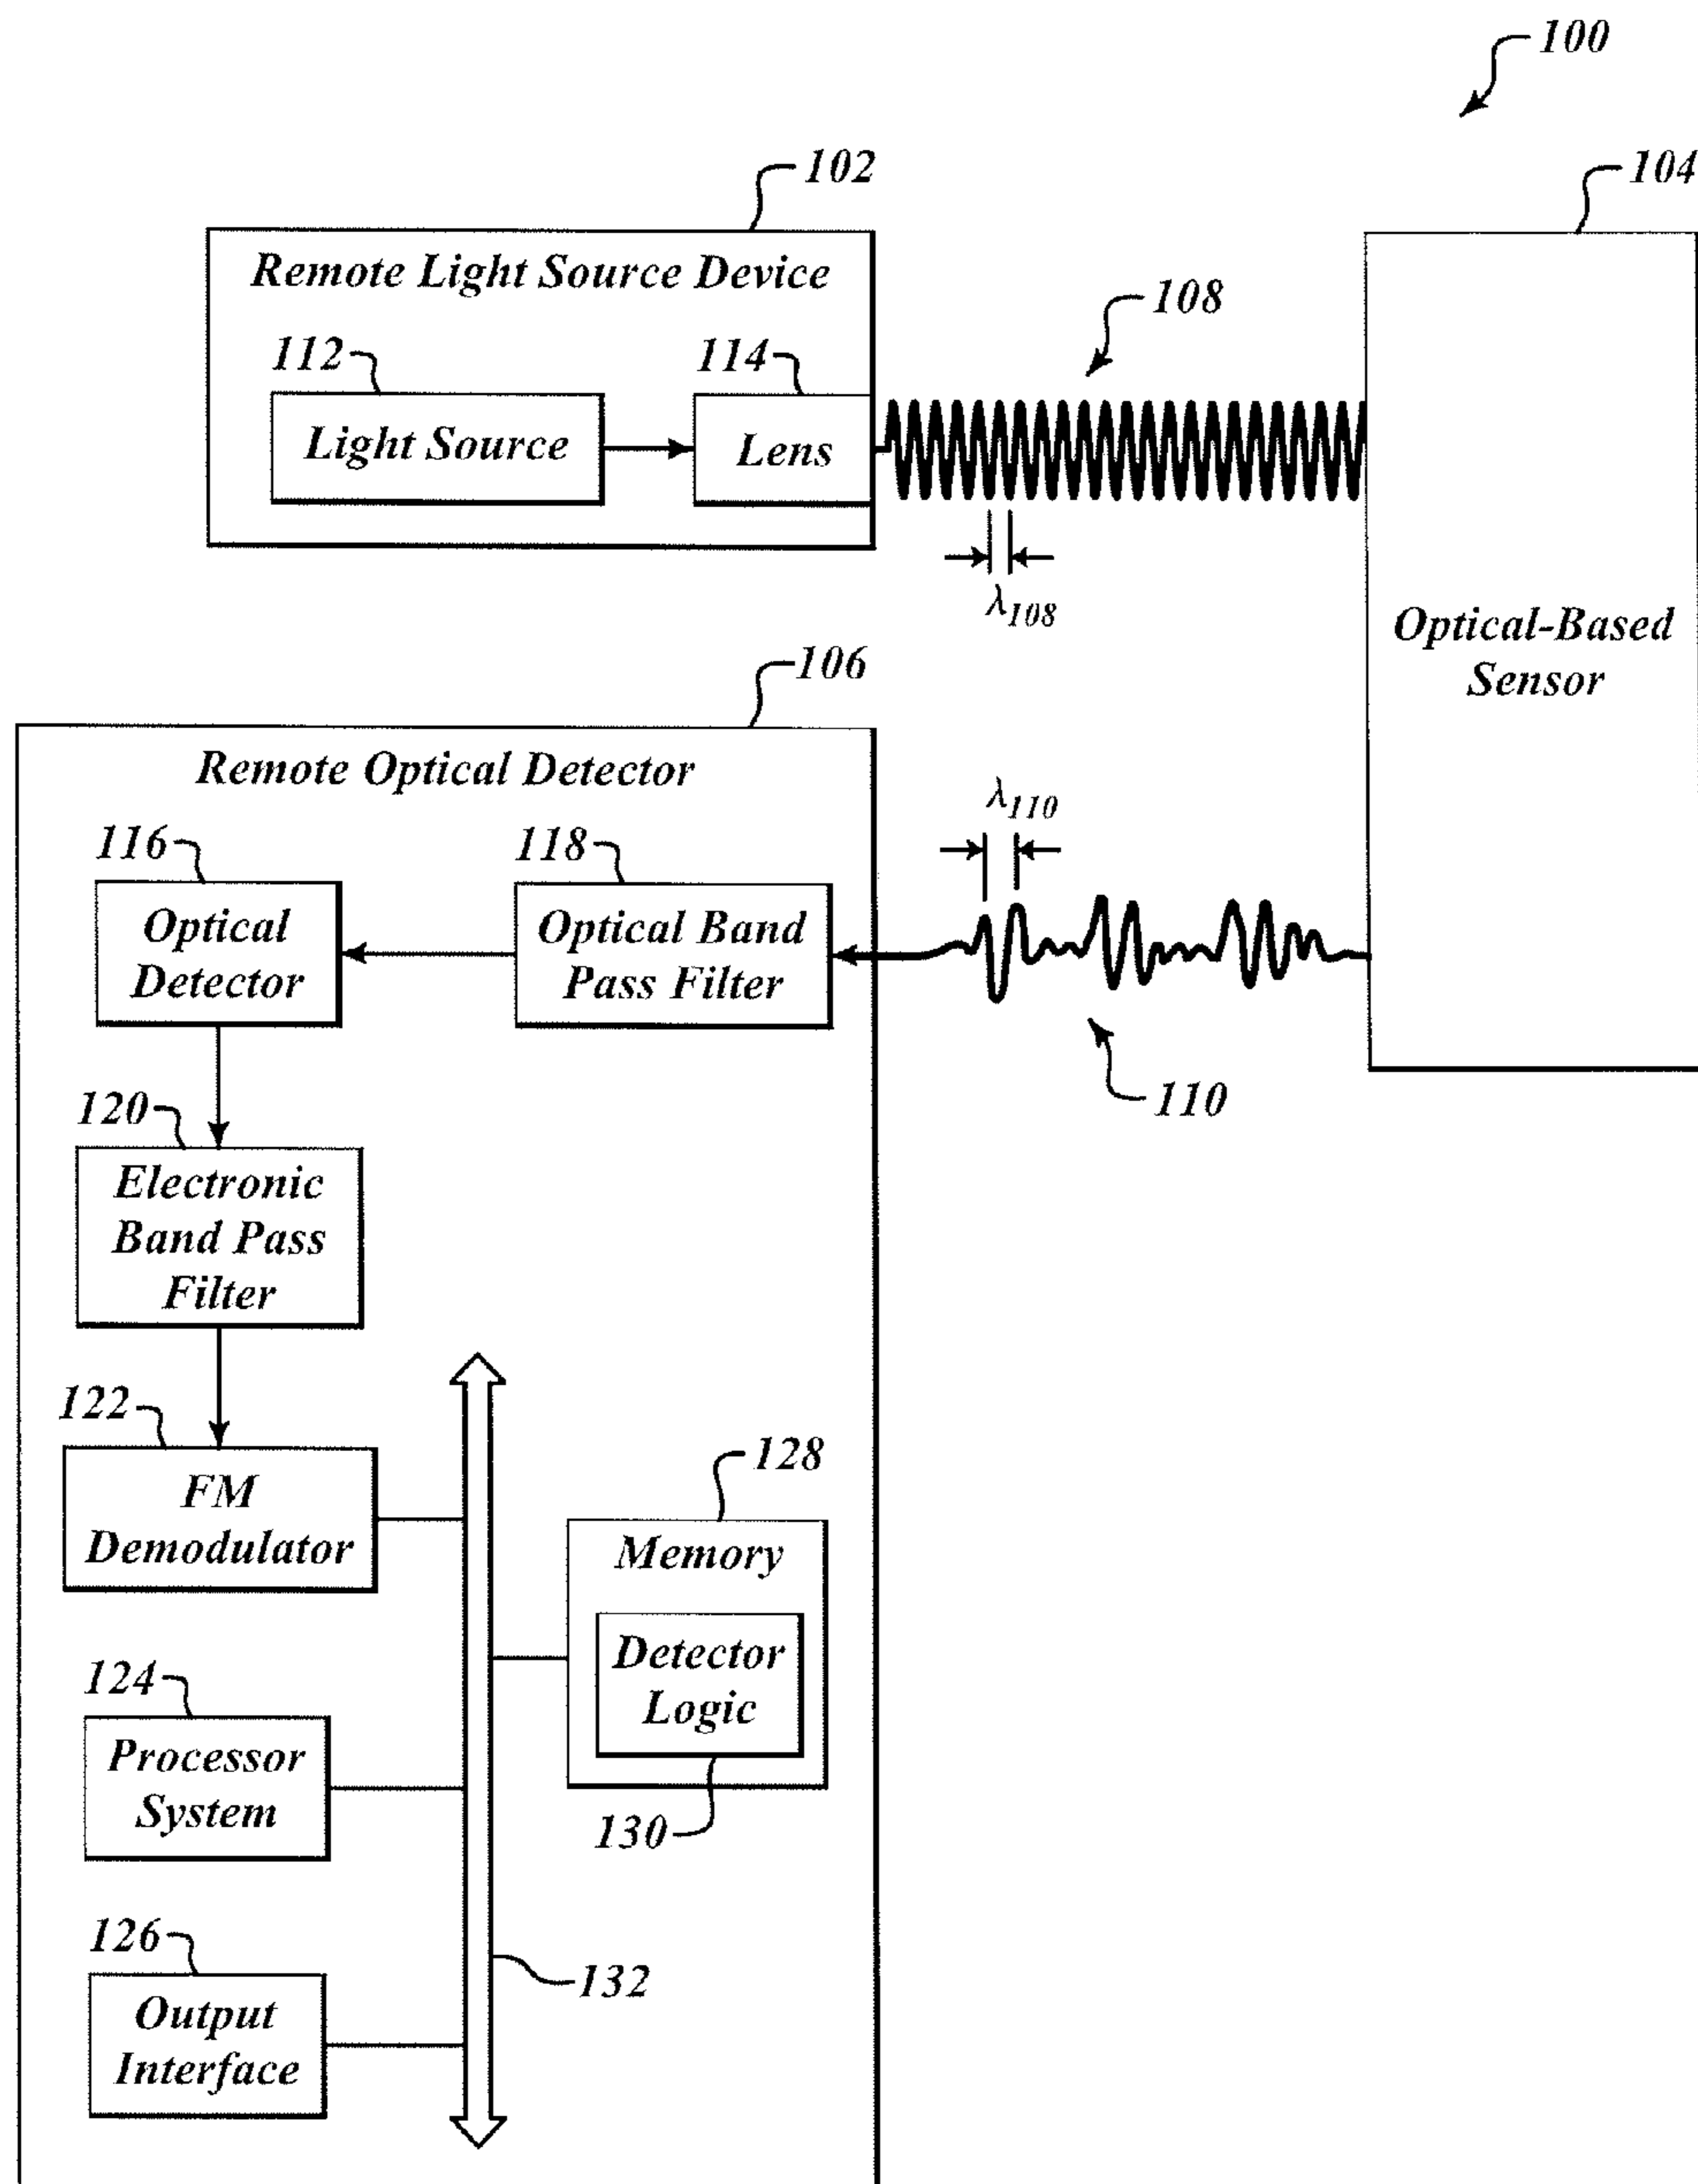 100
102
104
Remote Light Source Device
108
112
114
Light Source
Lens
λ108
Optical-Based
Sensor
106
Remote Optical Detector
λ110
116
118
Optical
Detector
Optical Band
Pass Filter
110
120
Electronic
Band Pass
Filter
122
128
FM
Demodulator
Memory
Detector
Logic
124
Processor
System
130
126
132
Output
Interface